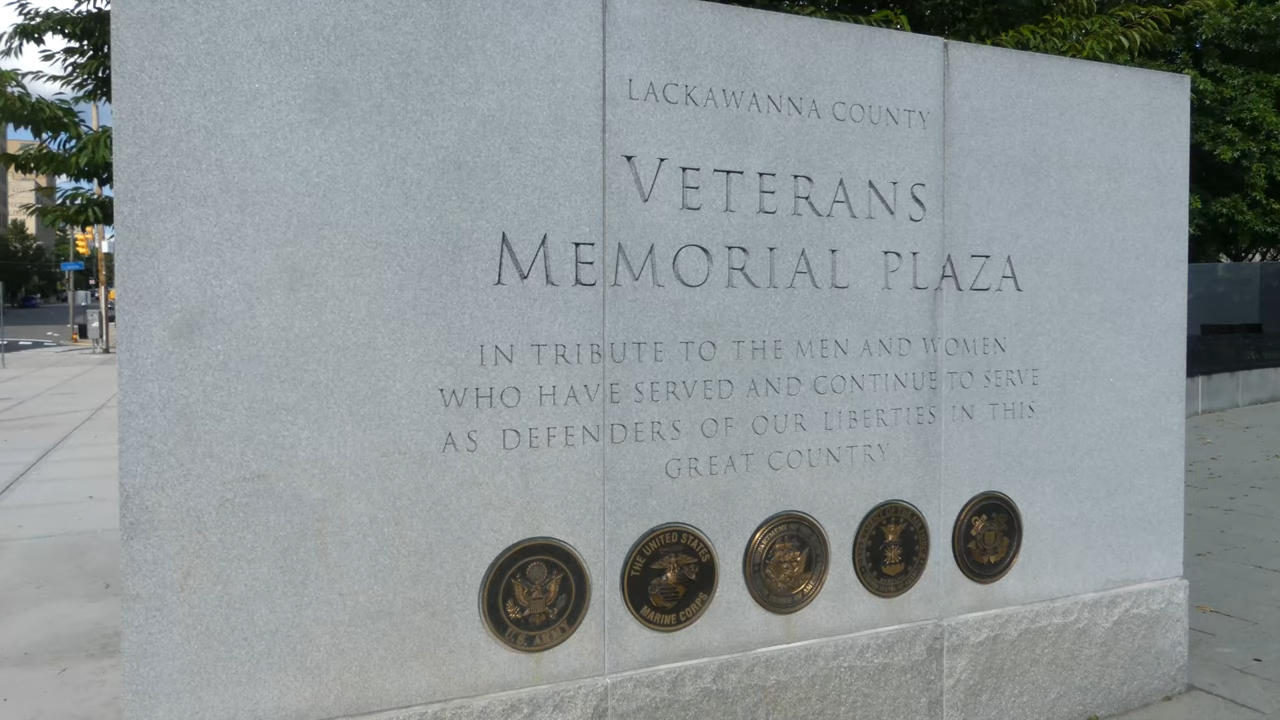 LACKAWANNA COUNTY
VETERANS
MEMORIAL PLAZA
IN TRIBUTE TO THE MEN AND WOMEN
WHO HAVE SERVED AND CONTINUE TO SERVE
AS DEFENDERS OF OUR LIBERTIES IN THIS
GREAT COUNTRY
U.S. ARMY
THE UNITED STATES
MARINE CORPS